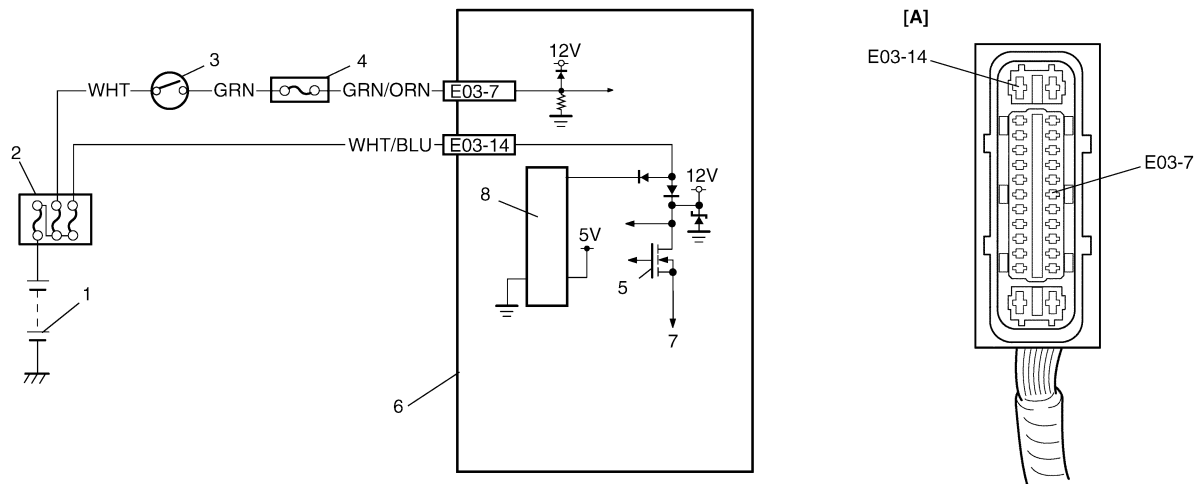 [A]
12V
3
4
E03-14
WHT
GRN
GRN/ORN
E03-7
WHT/BLU
E03-14
2
E03-7
12V
8
5V
5
1
7
6